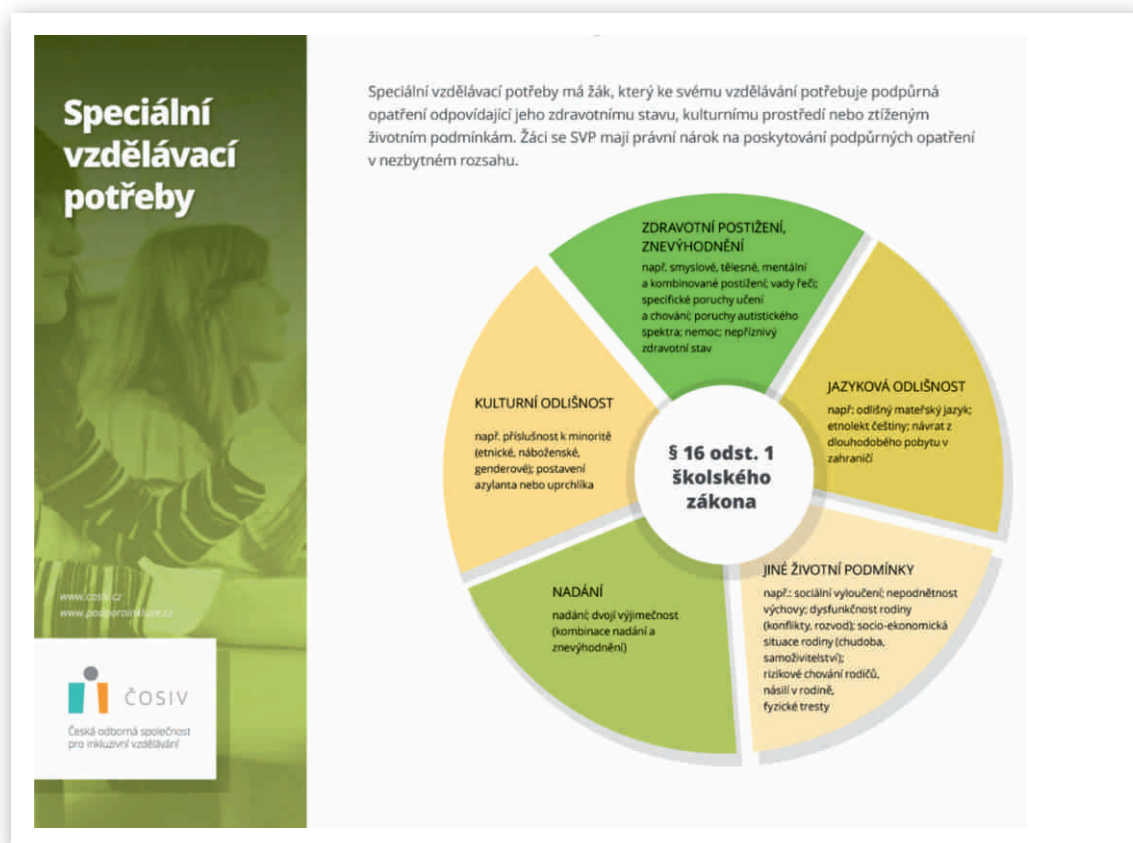 Speciální
vzdělávací
potřeby
Speciální vzdělávací potřeby má žák, který ke svému vzdělávání potřebuje podpůrná
opatření odpovídající jeho zdravotnímu stavu, kulturnímu prostředí nebo ztíženým
životním podmínkám. Žáci se SVP mají právní nárok na poskytování podpůrných opatření
v nezbytném rozsahu.
ZDRAVOTNÍ POSTIŽENÍ,
ZNEVÝHODNĚNÍ
např. smyslové, tělesné, mentální
a kombinované postižení; vady řeči;
specifické poruchy učení
a chování; poruchy autistického
spektra; nemoc; nepříznivý
zdravotní stav
JAZYKOVÁ ODLIŠNOST
např: odlišný mateřský jazyk;
etnolekt češtiny; návrat z
dlouhodobého pobytu v
zahraničí
KULTURNÍ ODLIŠNOST
např. příslušnost k minoritě
(etnické, náboženské,
genderové); postavení
azylanta nebo uprchlíka
§ 16 odst. 1
školského
zákona
NADÁNÍ
nadání; dvojí výjimečnost
(kombinace nadání a
znevýhodnění)
JINÉ ŽIVOTNÍ PODMÍNKY
např.: sociální vyloučení; nepodnětnost
výchovy; dysfunkčnost rodiny
(konflikty, rozvod); socio-ekonomická
situace rodiny (chudoba,
samoživitelství);
rizikové chování rodičů,
násilí v rodině,
fyzické tresty
www.cosiv.cz
www.podporoinkluze.cz
ČOSIV
Česká odborná společnost
pro inkluzivní vzdělávání